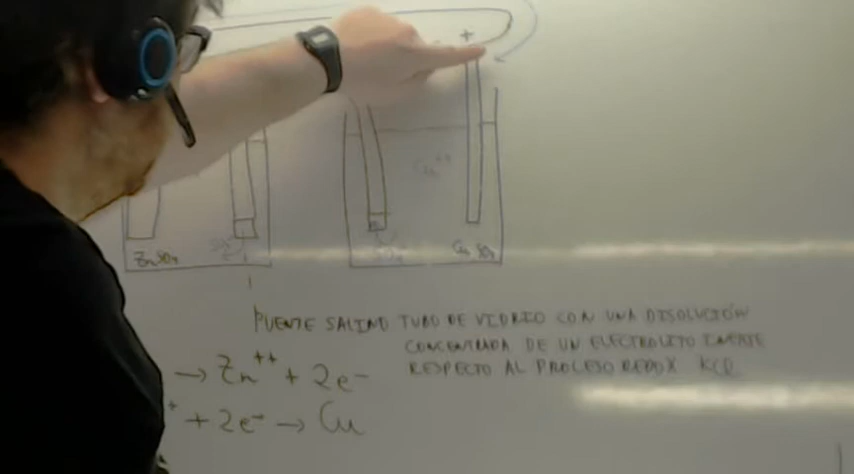 +
Cu++
ZnSO4
CuSO4
PUENTE SALINO TUBO DE VIDRIO CON UNA DISOLUCIÓN
CONCENTRADA DE UN ELECTROLITO INERTE
RESPECTO AL PROCESO REDOX KCl
→ Zn++ + 2e-
+ + 2e- → Cu